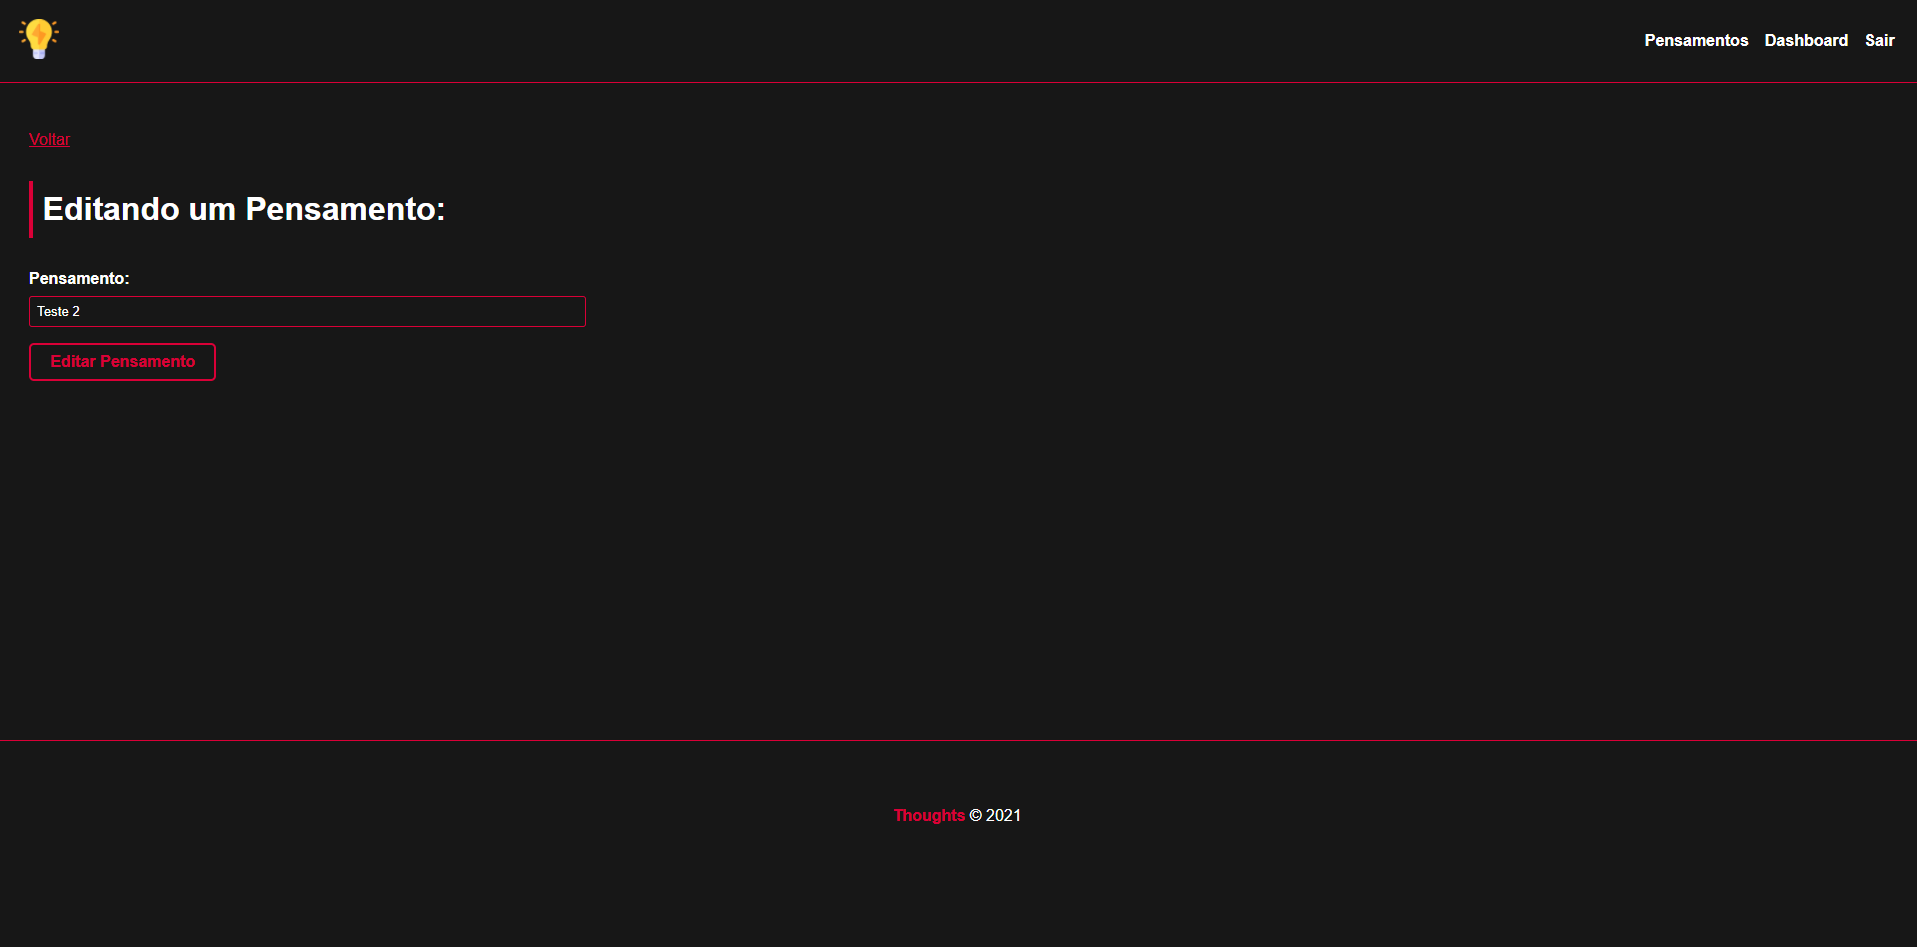 Pensamentos Dashboard Sair
Voltar
Editando um Pensamento:
Pensamento:
Teste 2
Editar Pensamento
Thoughts © 2021